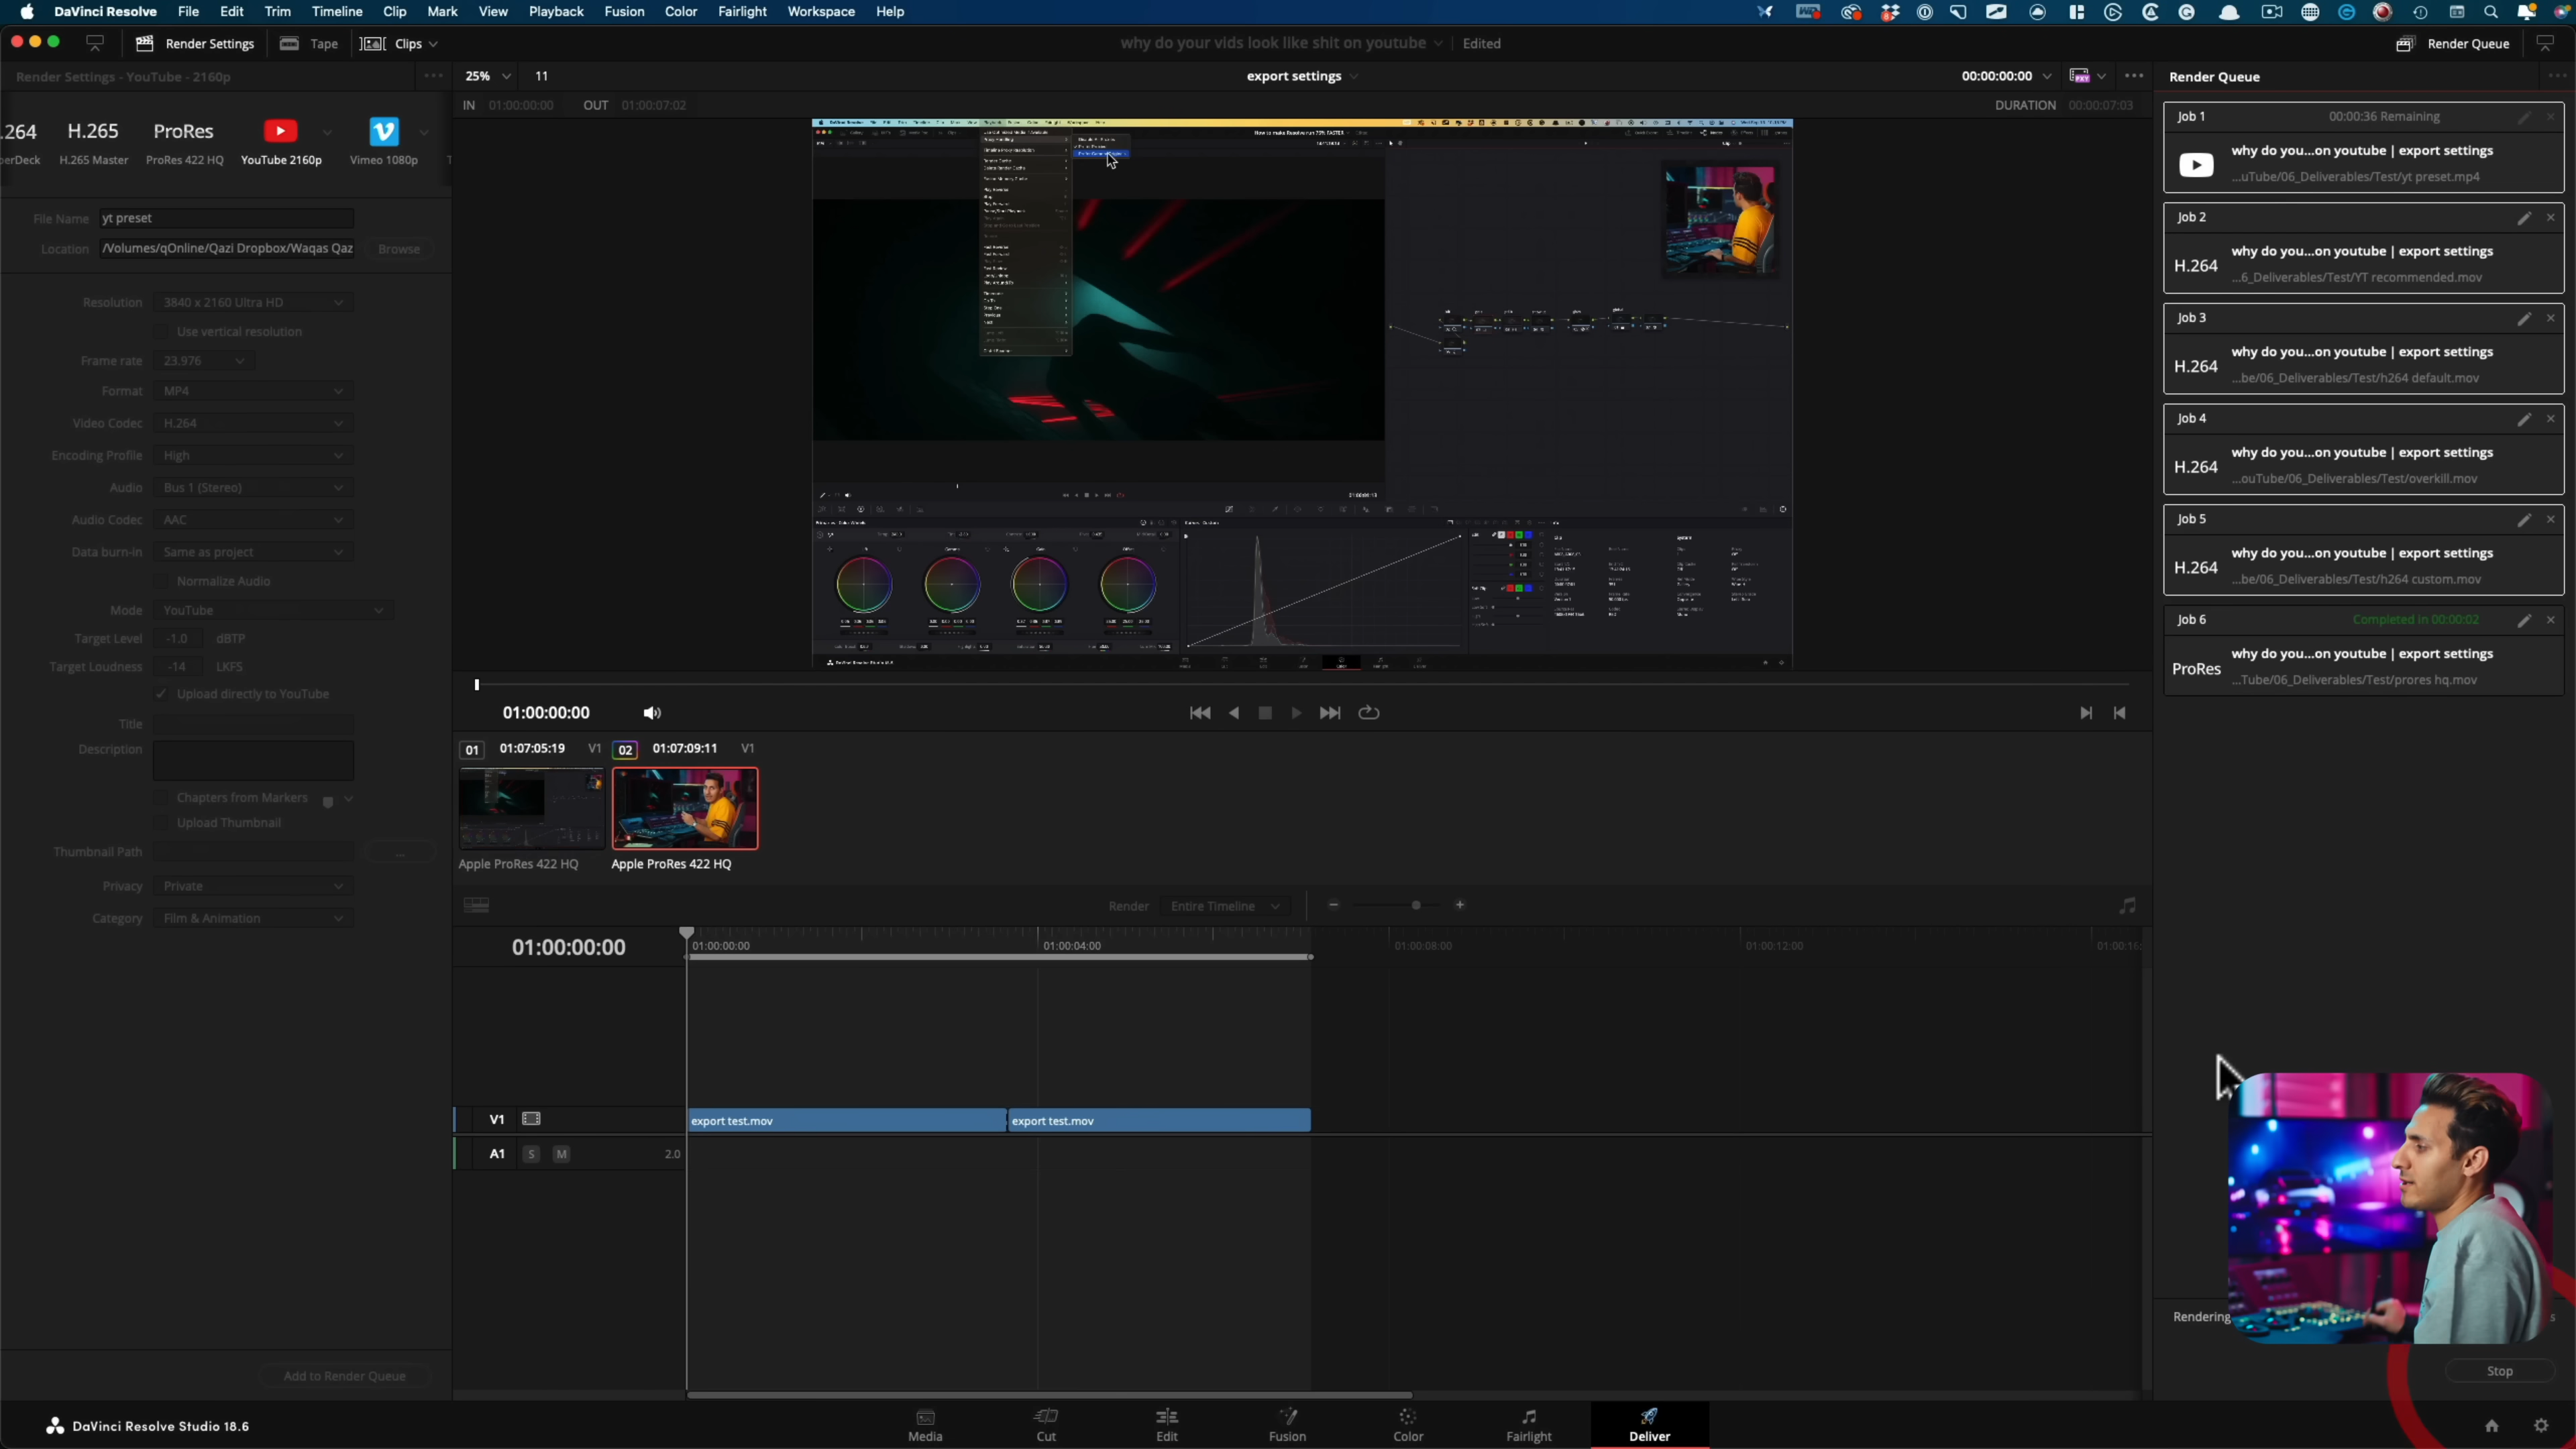 DaVinci Resolve File Edit Trim Timeline Clip Mark View Playback Fusion Color Fairlight Workspace Help
Render Settings Tape Clips why do your vids look like shit on youtube Edited Render Queue
Render Settings - YouTube - 2160p 25% 11 export settings 00:00:00:00 Render Queue
IN 01:00:00:00 OUT 01:00:07:02 DURATION 00:00:07:03
.264 H.265 ProRes
erDeck H.265 Master ProRes 422 HQ YouTube 2160p Vimeo 1080p
File Name yt preset
Location /Volumes/qOnline/Qazi Dropbox/Waqas Qaz Browse
Resolution 3840 x 2160 Ultra HD
Use vertical resolution
Frame rate 23.976
Format MP4
Video Codec H.264
Encoding Profile High
Audio Bus 1 (Stereo)
Audio Codec AAC
Data burn-in Same as project
Normalize Audio
Mode YouTube
Target Level -1.0 dBTP
Target Loudness -14 LKFS
Upload directly to YouTube
Title
Description
Chapters from Markers
Upload Thumbnail
Thumbnail Path ...
Privacy Private
Category Film & Animation
Add to Render Queue
How to make Resolve run 79% FASTER
01:00:00:00
01 01:07:05:19 V1 02 01:07:09:11 V1
Apple ProRes 422 HQ Apple ProRes 422 HQ
Render Entire Timeline
01:00:00:00 01:00:00:00 01:00:04:00 01:00:08:00 01:00:12:00 01:00:16:
V1 export test.mov export test.mov
A1 S M 2.0
Job 1 00:00:36 Remaining
why do you...on youtube | export settings
...uTube/06_Deliverables/Test/yt preset.mp4
Job 2
H.264 why do you...on youtube | export settings
...6_Deliverables/Test/YT recommended.mov
Job 3
H.264 why do you...on youtube | export settings
...be/06_Deliverables/Test/h264 default.mov
Job 4
H.264 why do you...on youtube | export settings
...ouTube/06_Deliverables/Test/overkill.mov
Job 5
H.264 why do you...on youtube | export settings
...be/06_Deliverables/Test/h264 custom.mov
Job 6 Completed in 00:00:02
ProRes why do you...on youtube | export settings
...Tube/06_Deliverables/Test/prores hq.mov
Rendering
Stop
DaVinci Resolve Studio 18.6 Media Cut Edit Fusion Color Fairlight Deliver